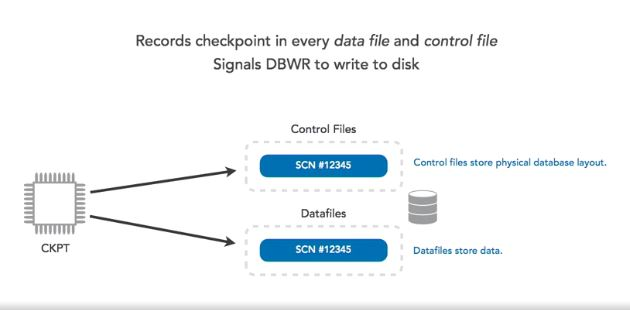 Records checkpoint in every data file and control file
Signals DBWR to write to disk
Control Files
SCN #12345
Control files store physical database layout.
CKPT
Datafiles
SCN #12345
Datafiles store data.